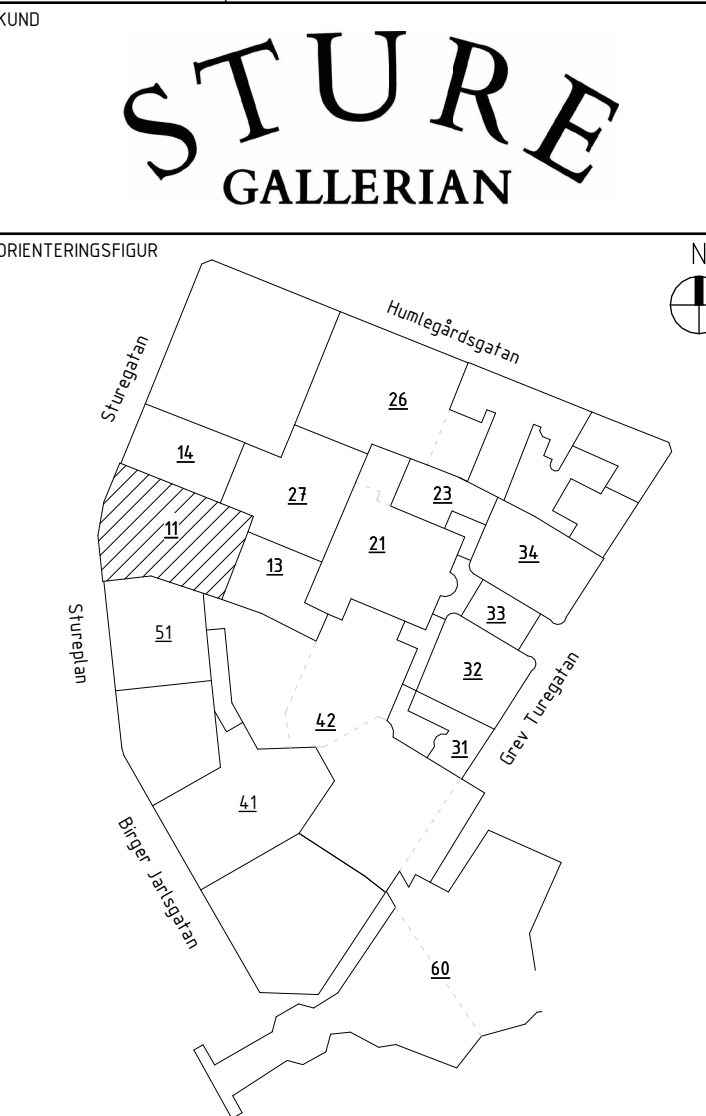 KUND
STURE
GALLERIAN
ORIENTERINGSFIGUR
N
Humlegårdsgatan
Sturegatan
26
14
27
23
11
21
34
13
33
Stureplan
51
32
Grev Turegatan
42
31
41
Birger Jarlsgatan
60